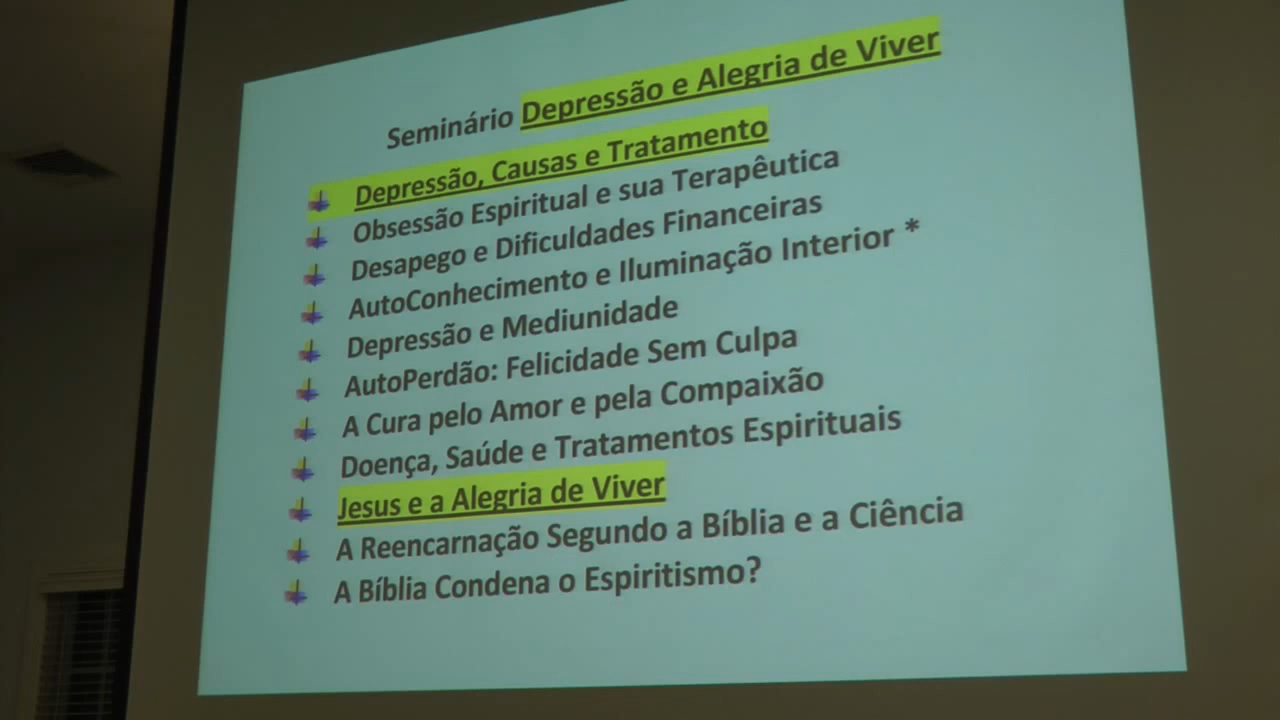 Seminário Depressão e Alegria de Viver
Depressão, Causas e Tratamento
Obsessão Espiritual e sua Terapêutica
Desapego e Dificuldades Financeiras
AutoConhecimento e Iluminação Interior *
Depressão e Mediunidade
AutoPerdão: Felicidade Sem Culpa
A Cura pelo Amor e pela Compaixão
Doença, Saúde e Tratamentos Espirituais
Jesus e a Alegria de Viver
A Reencarnação Segundo a Bíblia e a Ciência
A Bíblia Condena o Espiritismo?